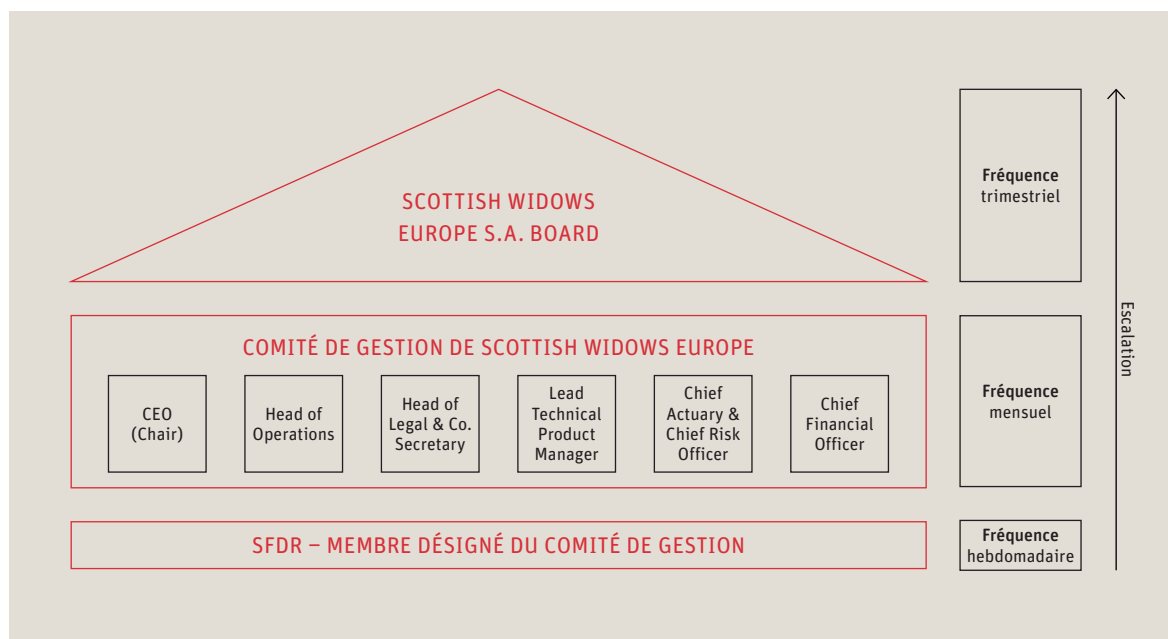 SCOTTISH WIDOWS
EUROPE S.A. BOARD
Fréquence
trimestriel
COMITÉ DE GESTION DE SCOTTISH WIDOWS EUROPE
CEO
(Chair)
Head of
Operations
Head of
Legal & Co.
Secretary
Lead
Technical
Product
Manager
Chief
Actuary &
Chief Risk
Officer
Chief
Financial
Officer
Fréquence
mensuel
SFDR – MEMBRE DÉSIGNÉ DU COMITÉ DE GESTION
Fréquence
hebdomadaire
Escalation